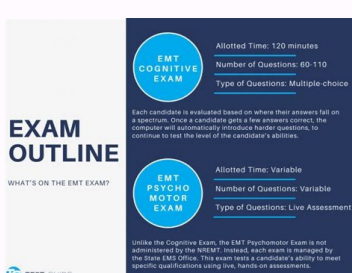 EXAM
OUTLINE
WHAT'S ON THE EMT EXAM?
EMT
COGNITIVE
EXAM
Allotted Time: 120 minutes
Number of Questions: 60-110
Type of Questions: Multiple-choice
Each candidate is evaluated based on where their answers fall on
a spectrum. Once a candidate gets a few answers correct, the
computer will automatically introduce harder questions, to
continue to test the level of the candidate's abilities.
EMT
PSYCHO
MOTOR
EXAM
Allotted Time: Variable
Number of Questions: Variable
Type of Questions: Live Assessment
Unlike the Cognitive Exam, the EMT Psychomotor Exam is not
administered by the NREMT. Instead, each exam is managed by
the State EMS Office. This exam tests a candidate's ability to meet
specific qualifications using live, hands-on assessments.